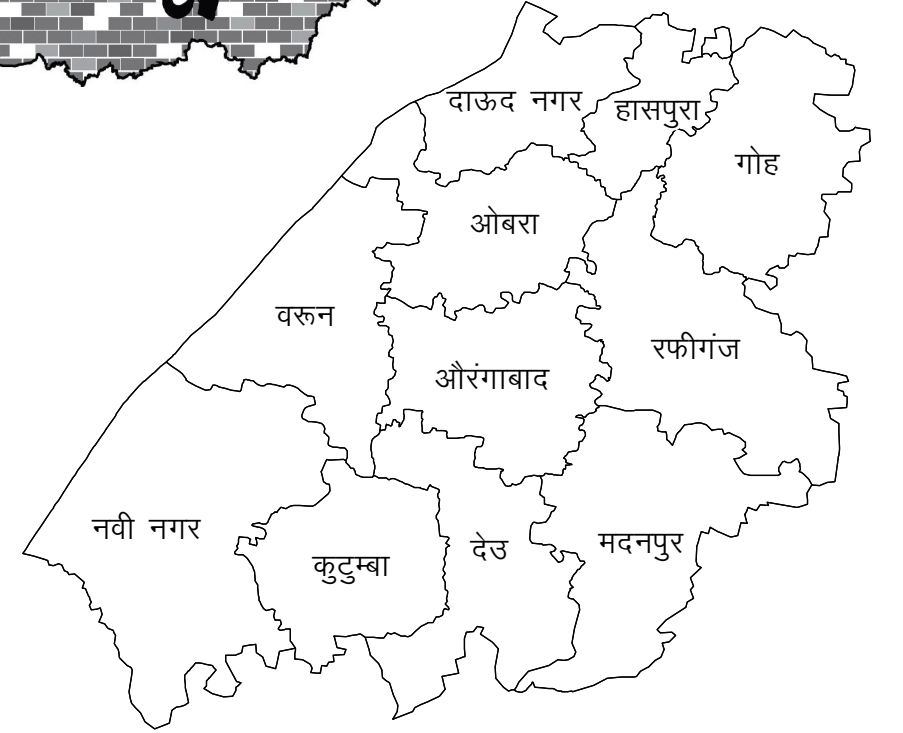 दाऊद नगर
हासपुरा
गोह
ओबरा
वरून
रफीगंज
औरंगाबाद
नवी नगर
कुटुम्बा
देउ
मदनपुर